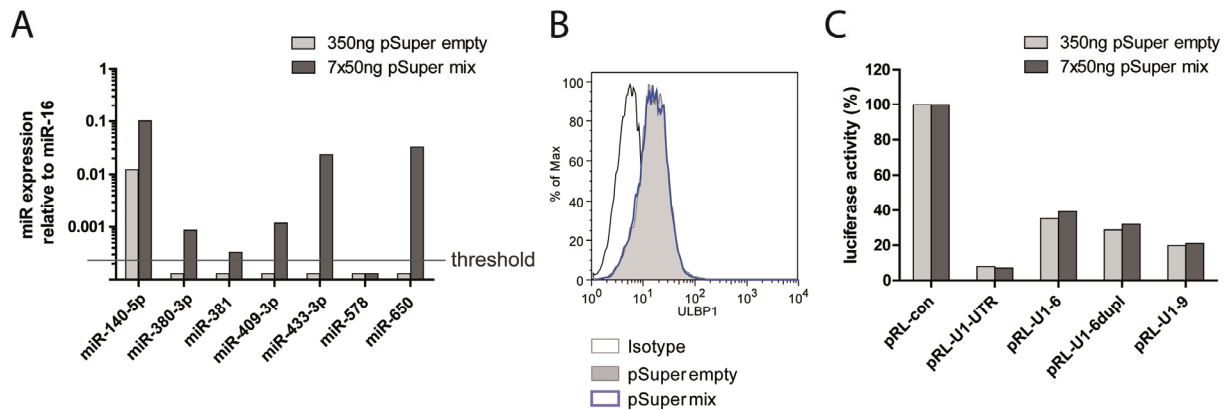 A
350ng pSuper empty
7x50ng pSuper mix
miR expression
relative to miR-16
1
0.1
0.01
0.001
threshold
miR-140-5p
miR-380-3p
miR-381
miR-409-3p
miR-433-3p
miR-578
miR-650
B
% of Max
100
80
60
40
20
0
10^0
10^1
10^2
10^3
10^4
ULBP1
Isotype
pSuper empty
pSuper mix
C
350ng pSuper empty
7x50ng pSuper mix
luciferase activity (%)
120
100
80
60
40
20
0
pRL-con
pRL-U1-UTR
pRL-U1-6
pRL-U1-6dupl
pRL-U1-9